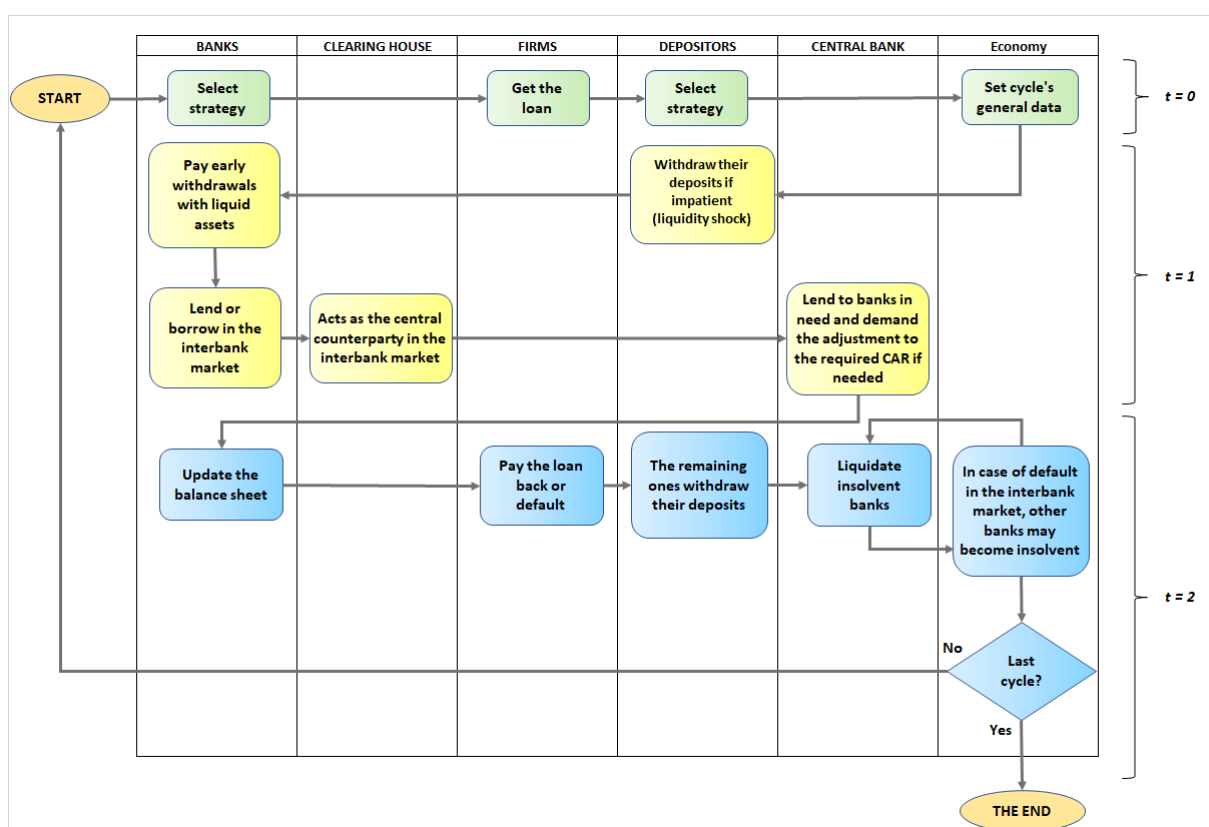 BANKS
CLEARING HOUSE
FIRMS
DEPOSITORS
CENTRAL BANK
Economy
START
Select
strategy
Get the
loan
Select
strategy
Set cycle's
general data
t = 0
Pay early
withdrawals
with liquid
assets
Withdraw their
deposits if
impatient
(liquidity shock)
t = 1
Lend or
borrow in the
interbank
market
Acts as the central
counterparty in the
interbank market
Lend to banks in
need and demand
the adjustment to
the required CAR if
needed
Update the
balance sheet
Pay the loan
back or
default
The remaining
ones withdraw
their deposits
Liquidate
insolvent
banks
In case of default
in the interbank
market, other
banks may
become insolvent
t = 2
No
Last
cycle?
Yes
THE END